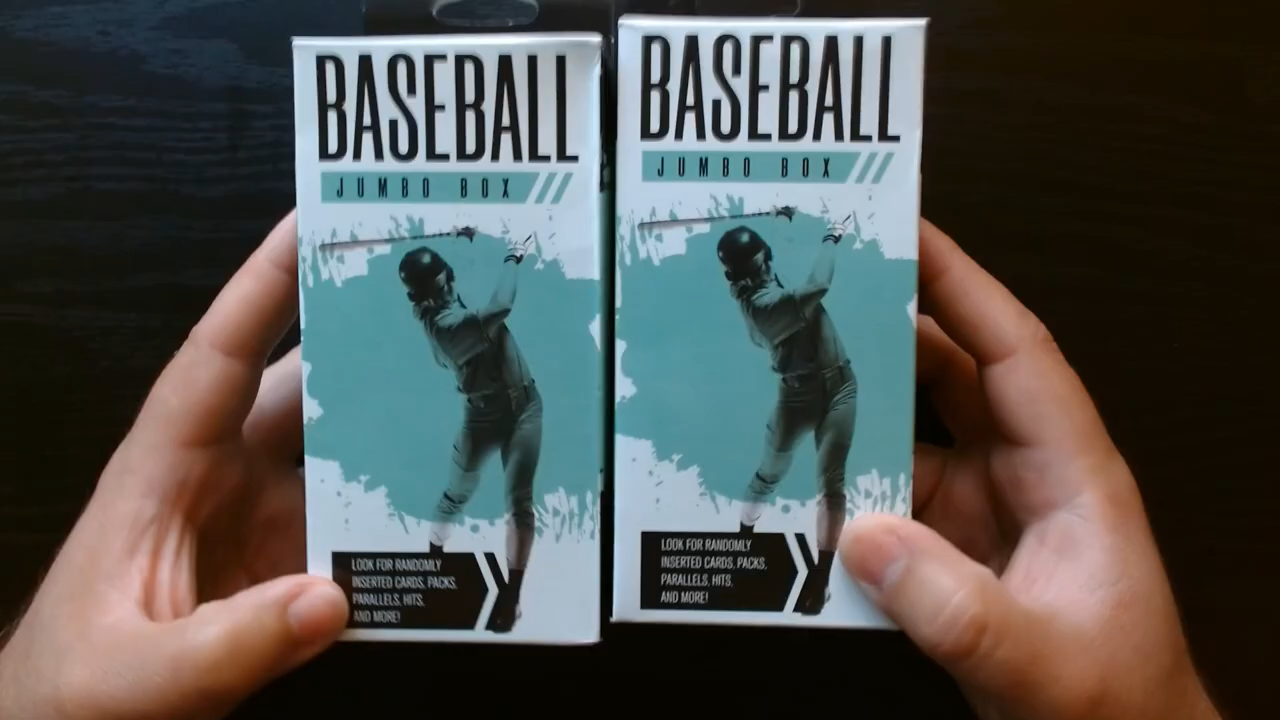 BASEBALL
JUMBO BOX
LOOK FOR RANDOMLY
INSERTED CARDS, PACKS,
PARALLELS, HITS,
AND MORE!
BASEBALL
JUMBO BOX
LOOK FOR RANDOMLY
INSERTED CARDS, PACKS,
PARALLELS, HITS,
AND MORE!